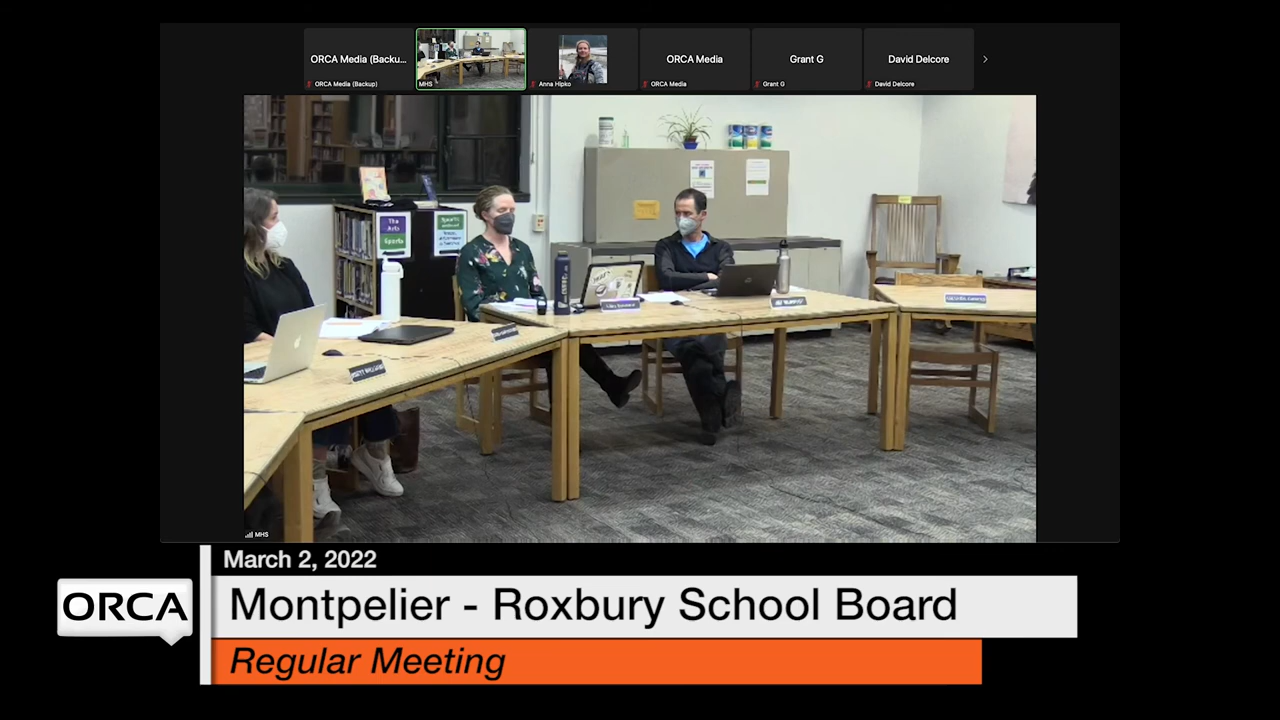 ORCA Media (Backu...
ORCA Media
Grant G
David Delcore
ORCA Media (Backup)
MHS
Anna Hipko
ORCA Media
Grant G
David Delcore
The
Arts
Sports
MHS
March 2, 2022
ORCA
Montpelier - Roxbury School Board
Regular Meeting